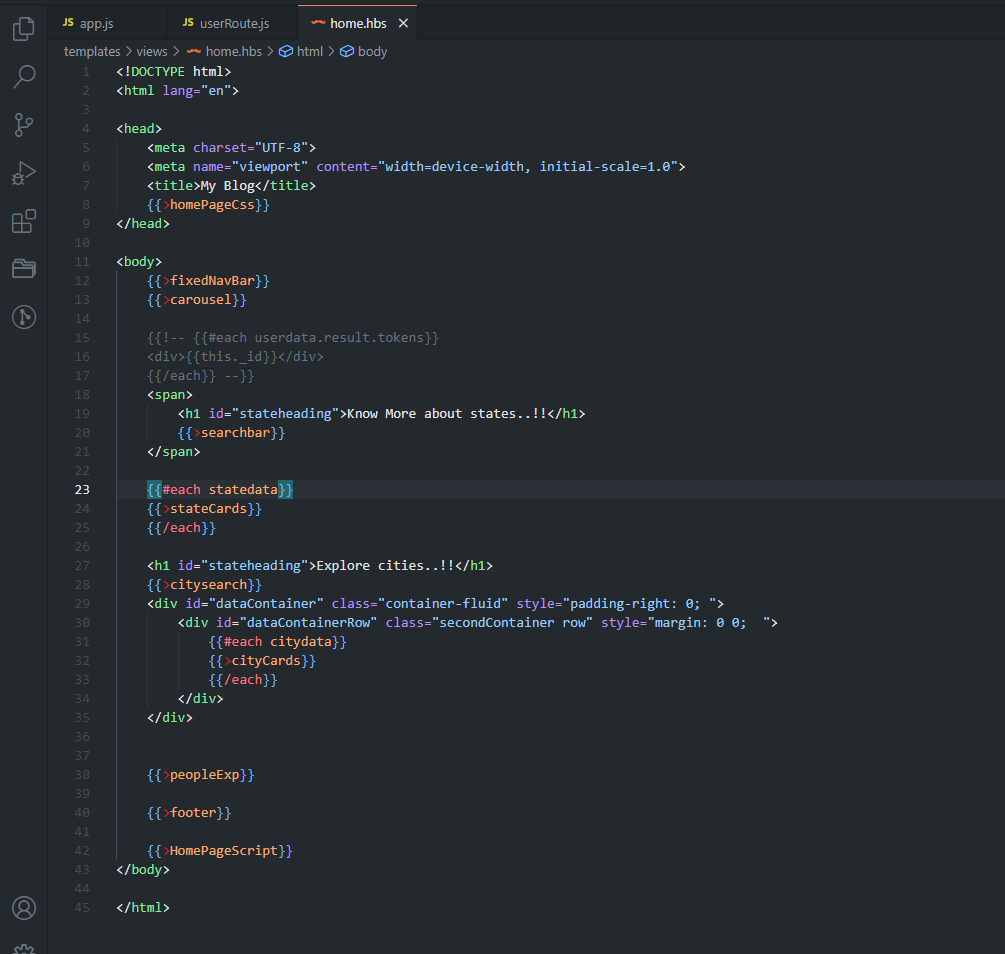 JS app.js
JS userRoute.js
home.hbs
templates > views > home.hbs > html > body
1 <!DOCTYPE html>
2 <html lang="en">
3
4 <head>
5 <meta charset="UTF-8">
6 <meta name="viewport" content="width=device-width, initial-scale=1.0">
7 <title>My Blog</title>
8 {{>homePageCss}}
9 </head>
10
11 <body>
12 {{>fixedNavBar}}
13 {{>carousel}}
14
15 {{!-- {{#each userdata.result.tokens}}
16 <div>{{this._id}}</div>
17 {{/each}} --}}
18 <span>
19 <h1 id="stateheading">Know More about states..!!</h1>
20 {{>searchbar}}
21 </span>
22
23 {{#each statedata}}
24 {{>stateCards}}
25 {{/each}}
26
27 <h1 id="stateheading">Explore cities..!!</h1>
28 {{>citysearch}}
29 <div id="dataContainer" class="container-fluid" style="padding-right: 0; ">
30 <div id="dataContainerRow" class="secondContainer row" style="margin: 0 0;  ">
31 {{#each citydata}}
32 {{>cityCards}}
33 {{/each}}
34 </div>
35 </div>
36
37
38 {{>peopleExp}}
39
40 {{>footer}}
41
42 {{>HomePageScript}}
43 </body>
44
45 </html>